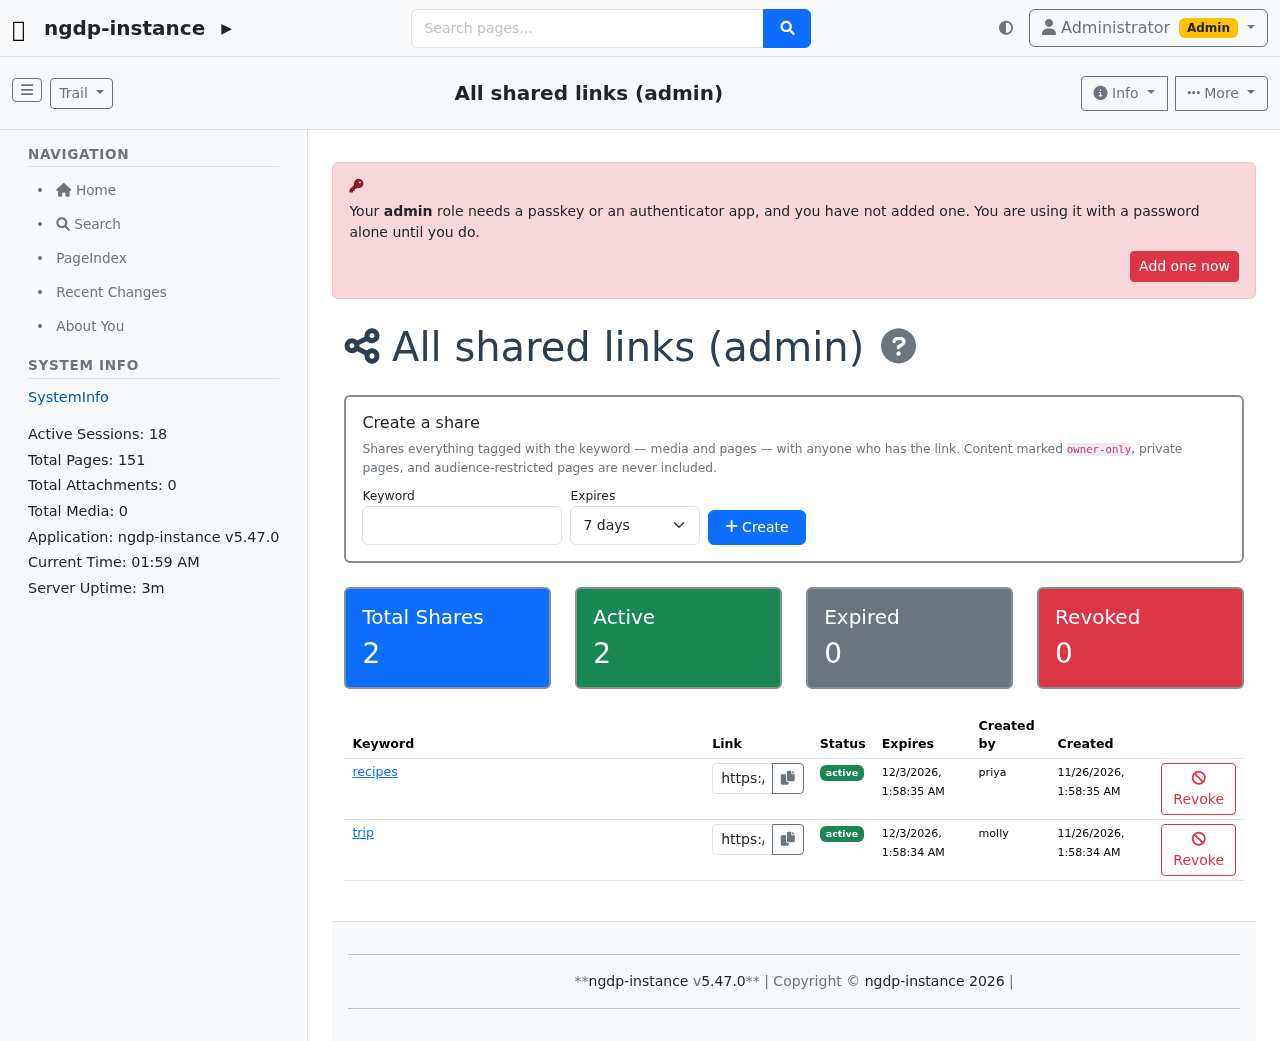 ngdp-instance ▶
Search pages...
Administrator Admin
Trail
All shared links (admin)
Info
More
NAVIGATION
• Home
• Search
• PageIndex
• Recent Changes
• About You
SYSTEM INFO
SystemInfo
Active Sessions: 18
Total Pages: 151
Total Attachments: 0
Total Media: 0
Application: ngdp-instance v5.47.0
Current Time: 01:59 AM
Server Uptime: 3m
Your admin role needs a passkey or an authenticator app, and you have not added one. You are using it with a password
alone until you do.
Add one now
All shared links (admin) ?
Create a share
Shares everything tagged with the keyword — media and pages — with anyone who has the link. Content marked owner-only, private
pages, and audience-restricted pages are never included.
Keyword Expires
7 days + Create
Total Shares Active Expired Revoked
2 2 0 0
Keyword Link Status Expires Created by Created
recipes https:/ active 12/3/2026, 1:58:35 AM priya 11/26/2026, 1:58:35 AM Revoke
trip https:/ active 12/3/2026, 1:58:34 AM molly 11/26/2026, 1:58:34 AM Revoke
**ngdp-instance v5.47.0** | Copyright © ngdp-instance 2026 |